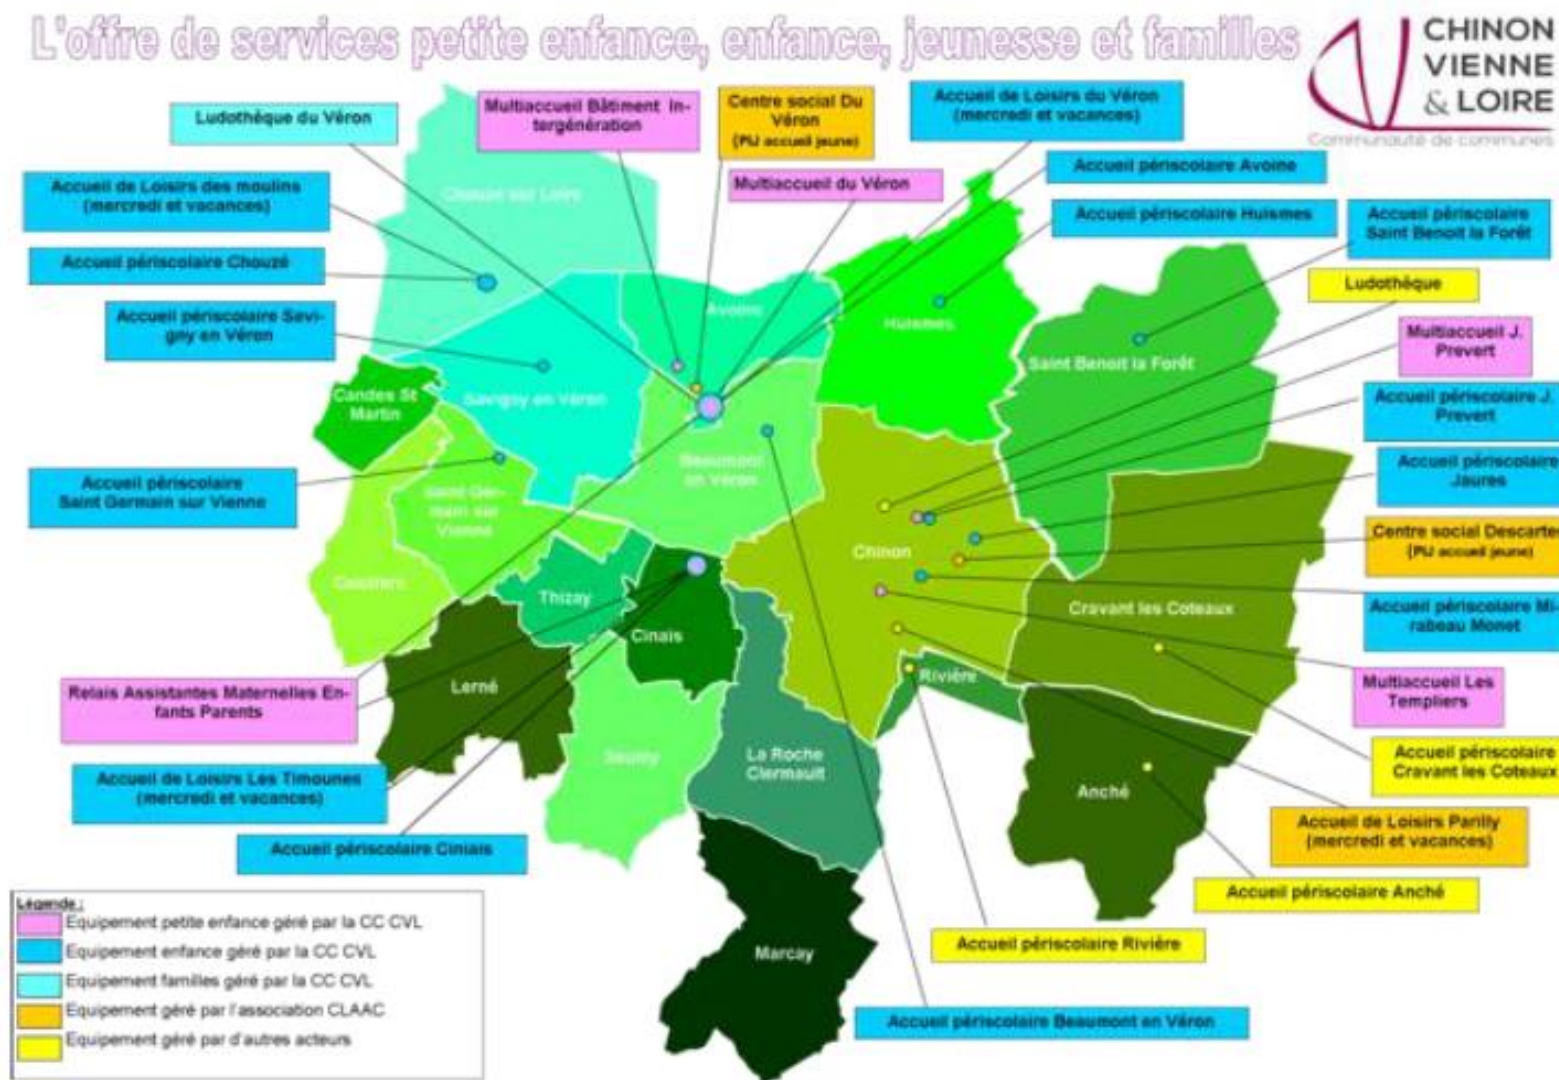 L'offre de services petite enfance, enfance, jeunesse et familles
CHINON
VIENNE
& LOIRE
Communauté de communes
Ludothèque du Véron
Multiaccueil Bâtiment In-
tergénération
Centre social Du
Véron
(PIJ accueil jeune)
Accueil de Loisirs du Véron
(mercredi et vacances)
Multiaccueil du Véron
Accueil périscolaire Avoine
Accueil de Loisirs des moulins
(mercredi et vacances)
Accueil périscolaire Huismes
Accueil périscolaire
Saint Benoit la Forêt
Accueil périscolaire Chouzé
Ludothèque
Accueil périscolaire Savi-
gny en Véron
Multiaccueil J.
Prevert
Accueil périscolaire J.
Prevert
Accueil périscolaire
Saint Germain sur Vienne
Accueil périscolaire
Jaures
Centre social Descartes
(PIJ accueil jeune)
Accueil périscolaire Mi-
rabeau Monet
Relais Assistantes Maternelles En-
fants Parents
Multiaccueil Les
Templiers
Accueil périscolaire
Cravant les Coteaux
Accueil de Loisirs Les Timounes
(mercredi et vacances)
Accueil de Loisirs Parilly
(mercredi et vacances)
Accueil périscolaire Ciniais
Accueil périscolaire Anché
Accueil périscolaire Rivière
Accueil périscolaire Beaumont en Véron
Chouzé sur Loire
Avoine
Huismes
Saint Benoit la Forêt
Candes St
Martin
Savigny en Véron
Beaumont
en Véron
Saint Ger-
main sur
Vienne
Chinon
Couziers
Thizay
Cinais
Cravant les Coteaux
Lerné
Rivière
Seuilly
La Roche
Clermault
Anché
Marcay
Légende :
Equipement petite enfance géré par la CC CVL
Equipement enfance géré par la CC CVL
Equipement familles géré par la CC CVL
Equipement géré par l'association CLAAC
Equipement géré par d'autres acteurs